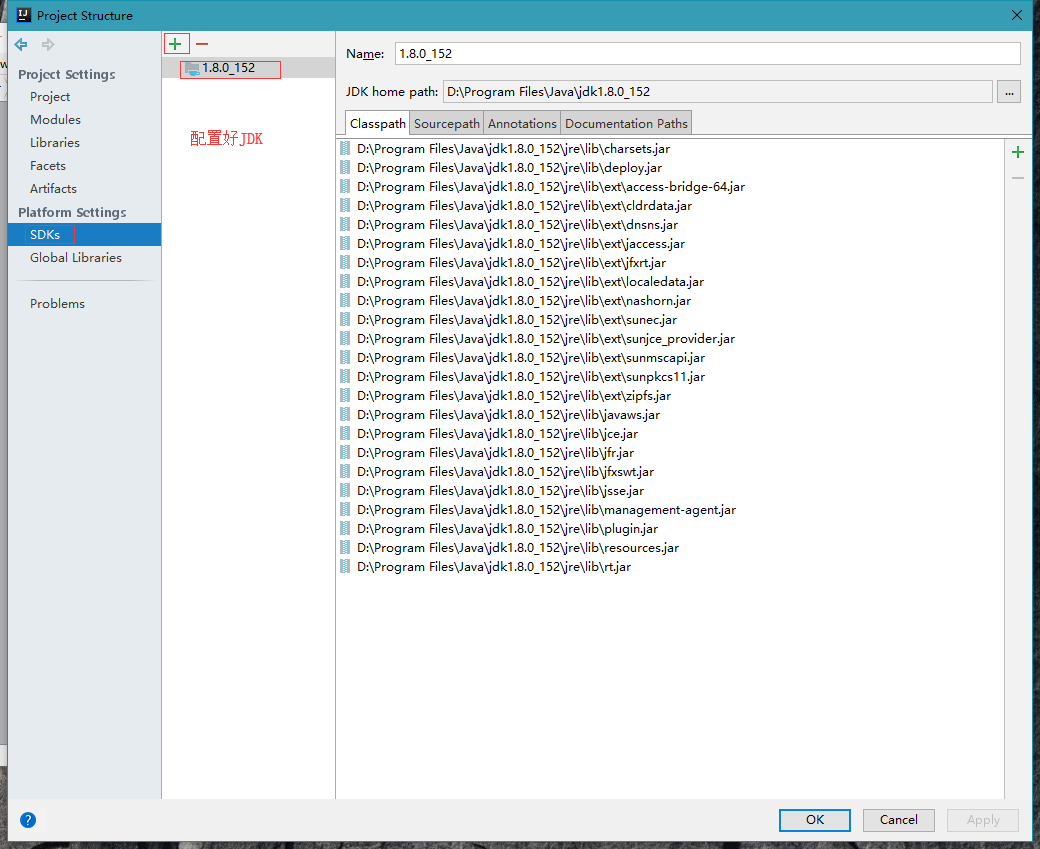 Project Structure
Project Settings
Project
Modules
Libraries
Facets
Artifacts
Platform Settings
SDKs
Global Libraries
Problems
1.8.0_152
配置好JDK
Name: 1.8.0_152
JDK home path: D:\Program Files\Java\jdk1.8.0_152 ...
Classpath Sourcepath Annotations Documentation Paths
D:\Program Files\Java\jdk1.8.0_152\jre\lib\charsets.jar
D:\Program Files\Java\jdk1.8.0_152\jre\lib\deploy.jar
D:\Program Files\Java\jdk1.8.0_152\jre\lib\ext\access-bridge-64.jar
D:\Program Files\Java\jdk1.8.0_152\jre\lib\ext\cldrdata.jar
D:\Program Files\Java\jdk1.8.0_152\jre\lib\ext\dnsns.jar
D:\Program Files\Java\jdk1.8.0_152\jre\lib\ext\jaccess.jar
D:\Program Files\Java\jdk1.8.0_152\jre\lib\ext\jfxrt.jar
D:\Program Files\Java\jdk1.8.0_152\jre\lib\ext\localedata.jar
D:\Program Files\Java\jdk1.8.0_152\jre\lib\ext\nashorn.jar
D:\Program Files\Java\jdk1.8.0_152\jre\lib\ext\sunec.jar
D:\Program Files\Java\jdk1.8.0_152\jre\lib\ext\sunjce_provider.jar
D:\Program Files\Java\jdk1.8.0_152\jre\lib\ext\sunmscapi.jar
D:\Program Files\Java\jdk1.8.0_152\jre\lib\ext\sunpkcs11.jar
D:\Program Files\Java\jdk1.8.0_152\jre\lib\ext\zipfs.jar
D:\Program Files\Java\jdk1.8.0_152\jre\lib\javaws.jar
D:\Program Files\Java\jdk1.8.0_152\jre\lib\jce.jar
D:\Program Files\Java\jdk1.8.0_152\jre\lib\jfr.jar
D:\Program Files\Java\jdk1.8.0_152\jre\lib\jfxswt.jar
D:\Program Files\Java\jdk1.8.0_152\jre\lib\jsse.jar
D:\Program Files\Java\jdk1.8.0_152\jre\lib\management-agent.jar
D:\Program Files\Java\jdk1.8.0_152\jre\lib\plugin.jar
D:\Program Files\Java\jdk1.8.0_152\jre\lib\resources.jar
D:\Program Files\Java\jdk1.8.0_152\jre\lib\rt.jar
OK Cancel Apply